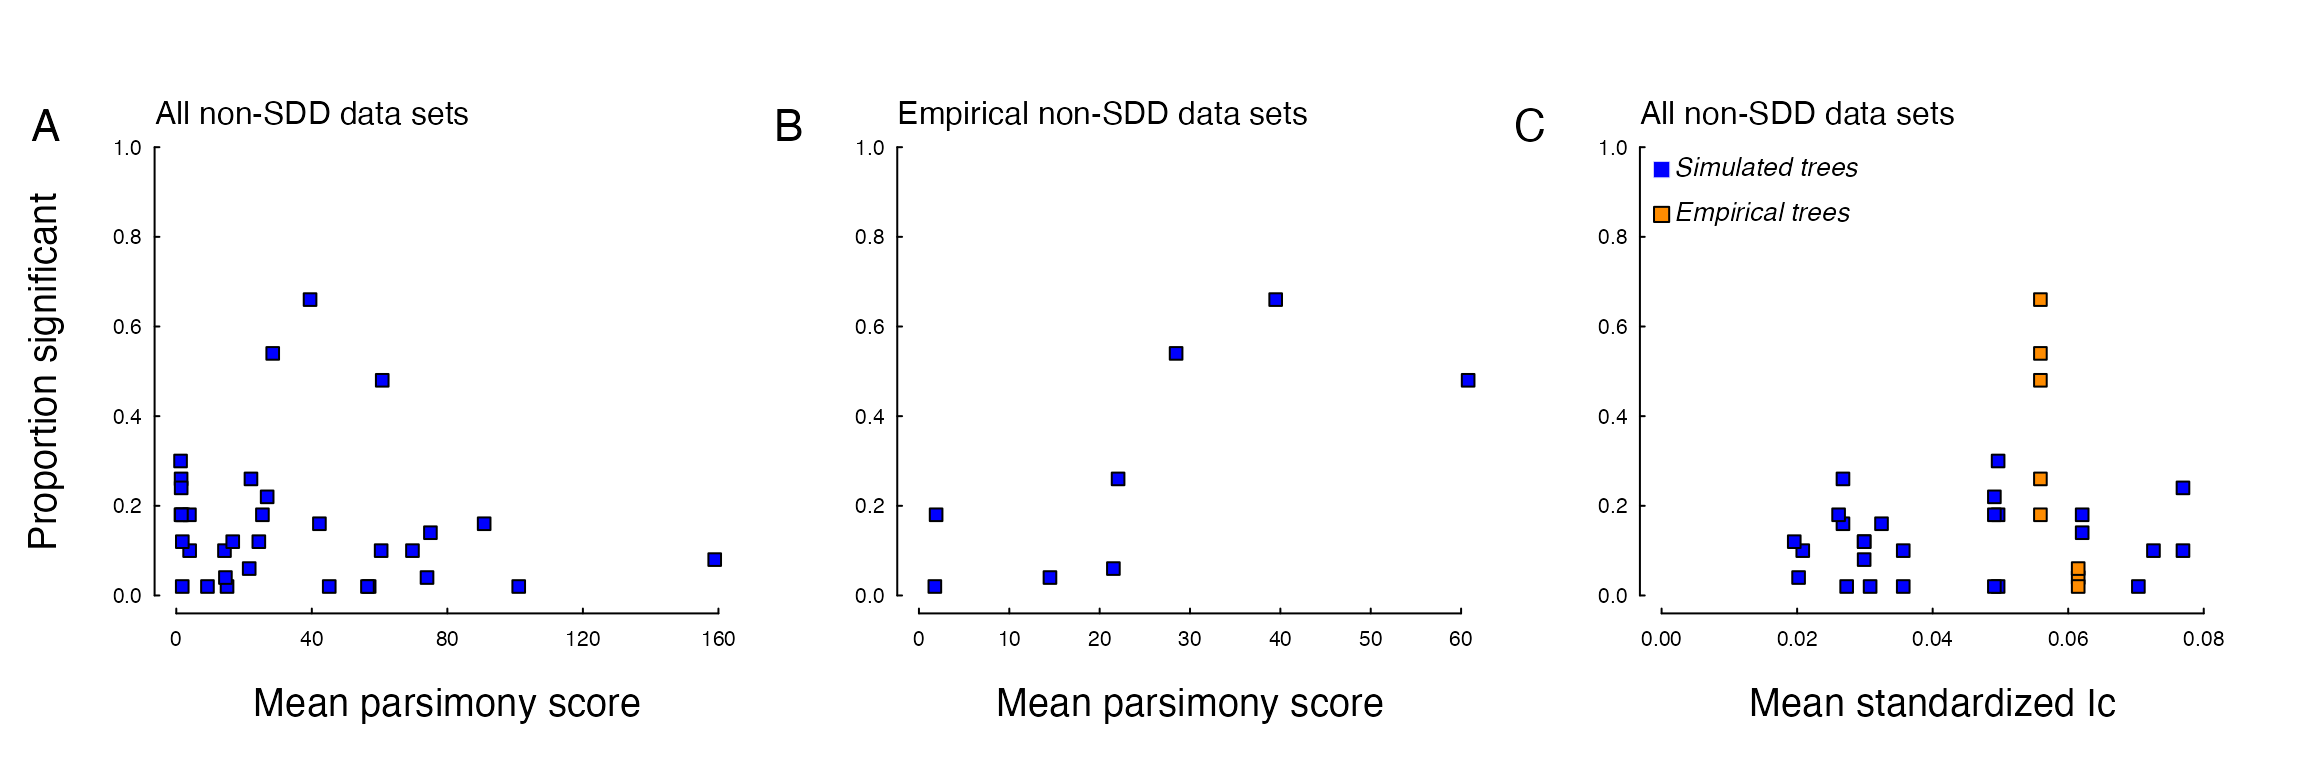 A
All non-SDD data sets
Proportion significant
1.0
0.8
0.6
0.4
0.2
0.0
0 40 80 120 160
Mean parsimony score
B
Empirical non-SDD data sets
1.0
0.8
0.6
0.4
0.2
0.0
0 10 20 30 40 50 60
Mean parsimony score
C
All non-SDD data sets
Simulated trees
Empirical trees
1.0
0.8
0.6
0.4
0.2
0.0
0.00 0.02 0.04 0.06 0.08
Mean standardized Ic